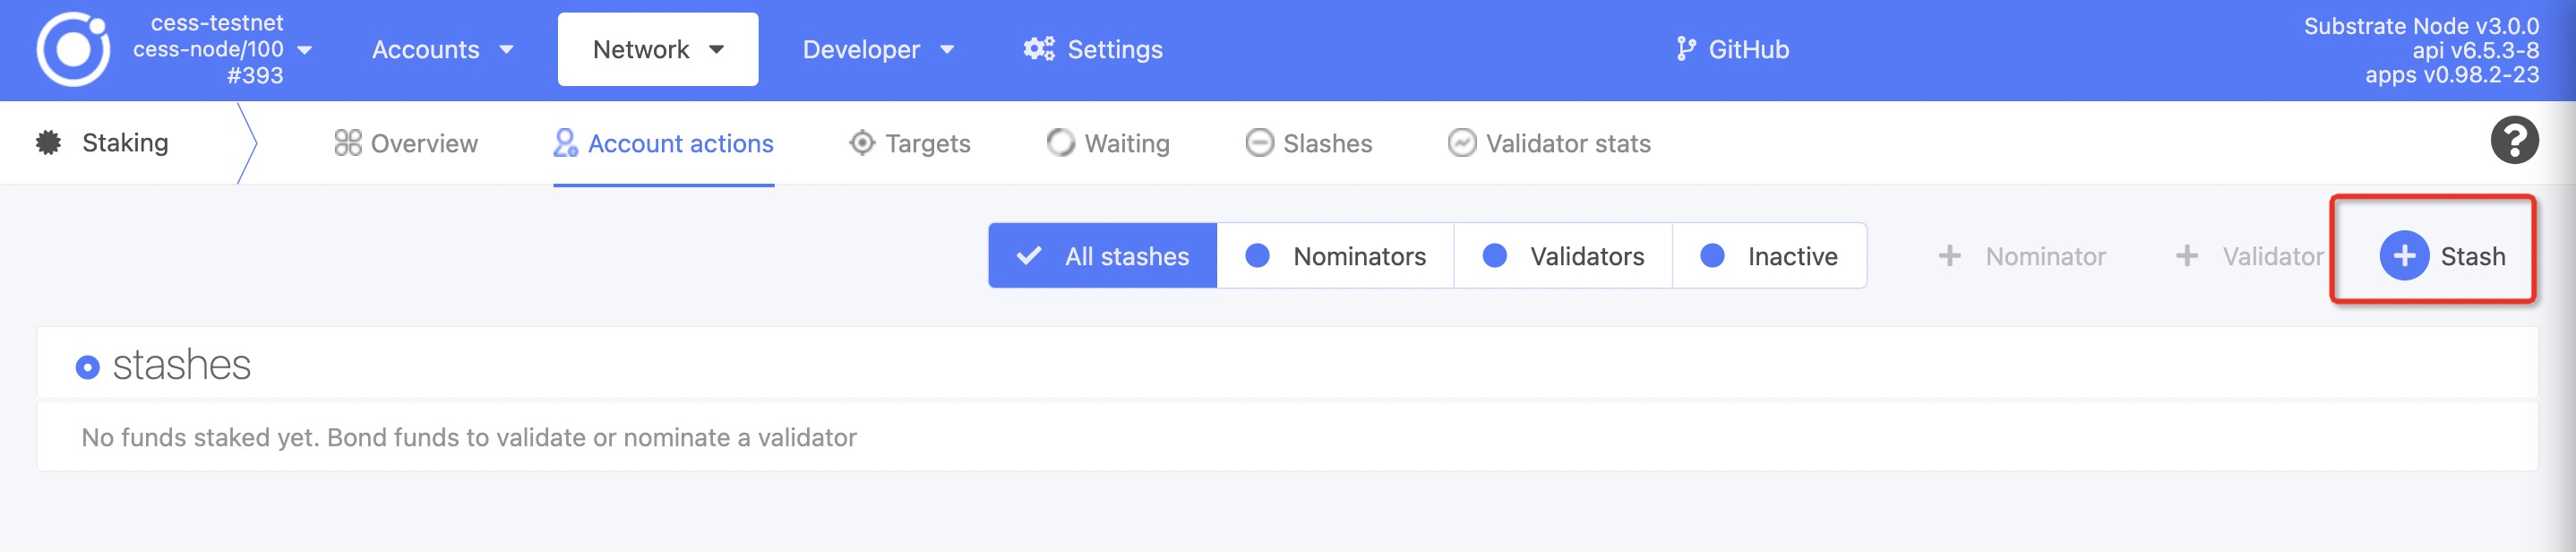 cess-testnet
cess-node/100
#393
Accounts
Network
Developer
Settings
GitHub
Substrate Node v3.0.0
api v6.5.3-8
apps v0.98.2-23
Staking
Overview
Account actions
Targets
Waiting
Slashes
Validator stats
?
All stashes
Nominators
Validators
Inactive
+ Nominator
+ Validator
+ Stash
stashes
No funds staked yet. Bond funds to validate or nominate a validator